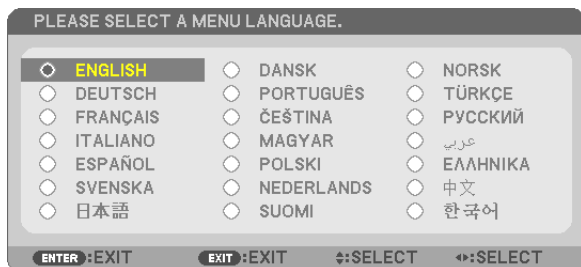 PLEASE SELECT A MENU LANGUAGE.
ENGLISH DANSK NORSK
DEUTSCH PORTUGUÊS TÜRKÇE
FRANÇAIS ČEŠTINA РУССКИЙ
ITALIANO MAGYAR عربي
ESPAÑOL POLSKI ΕΛΛΗΝΙΚΑ
SVENSKA NEDERLANDS 中文
日本語 SUOMI 한국어
ENTER:EXIT EXIT:EXIT :SELECT :SELECT